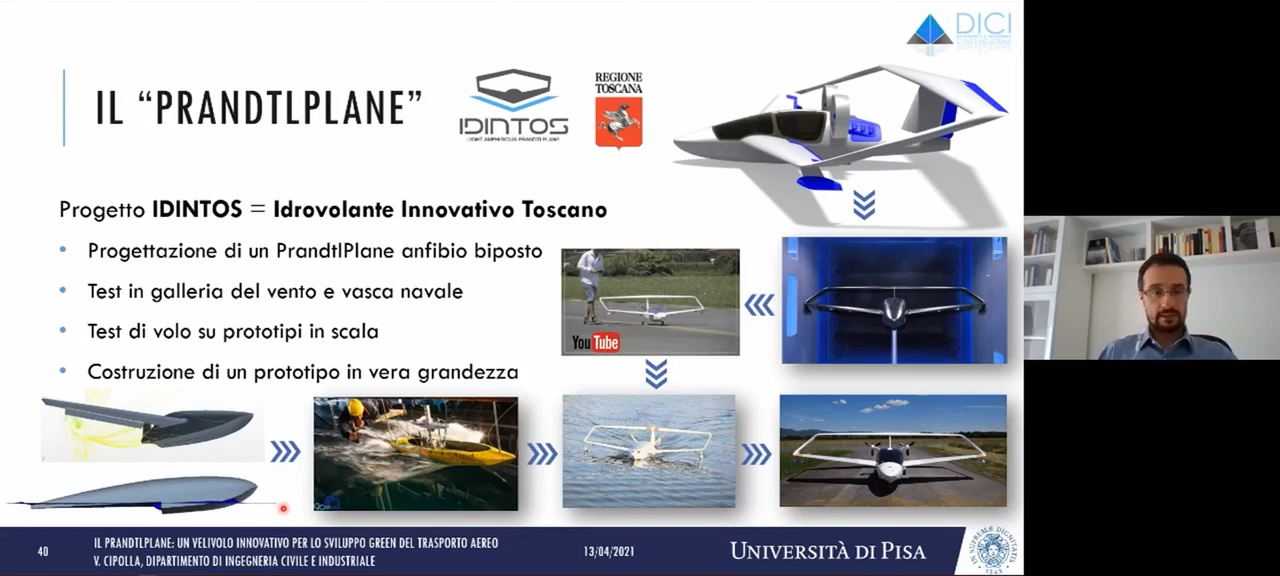 DICI
IL “PRANDTLPLANE”
IDINTOS
LIGHT AMPHIBIOUS PRANDTLPLANE
REGIONE
TOSCANA
Progetto IDINTOS = Idrovolante Innovativo Toscano
• Progettazione di un PrandtlPlane anfibio biposto
• Test in galleria del vento e vasca navale
• Test di volo su prototipi in scala
• Costruzione di un prototipo in vera grandezza
YouTube
40
IL PRANDTLPLANE: UN VELIVOLO INNOVATIVO PER LO SVILUPPO GREEN DEL TRASPORTO AEREO
V. CIPOLLA, DIPARTIMENTO DI INGEGNERIA CIVILE E INDUSTRIALE
13/04/2021
UNIVERSITÀ DI PISA